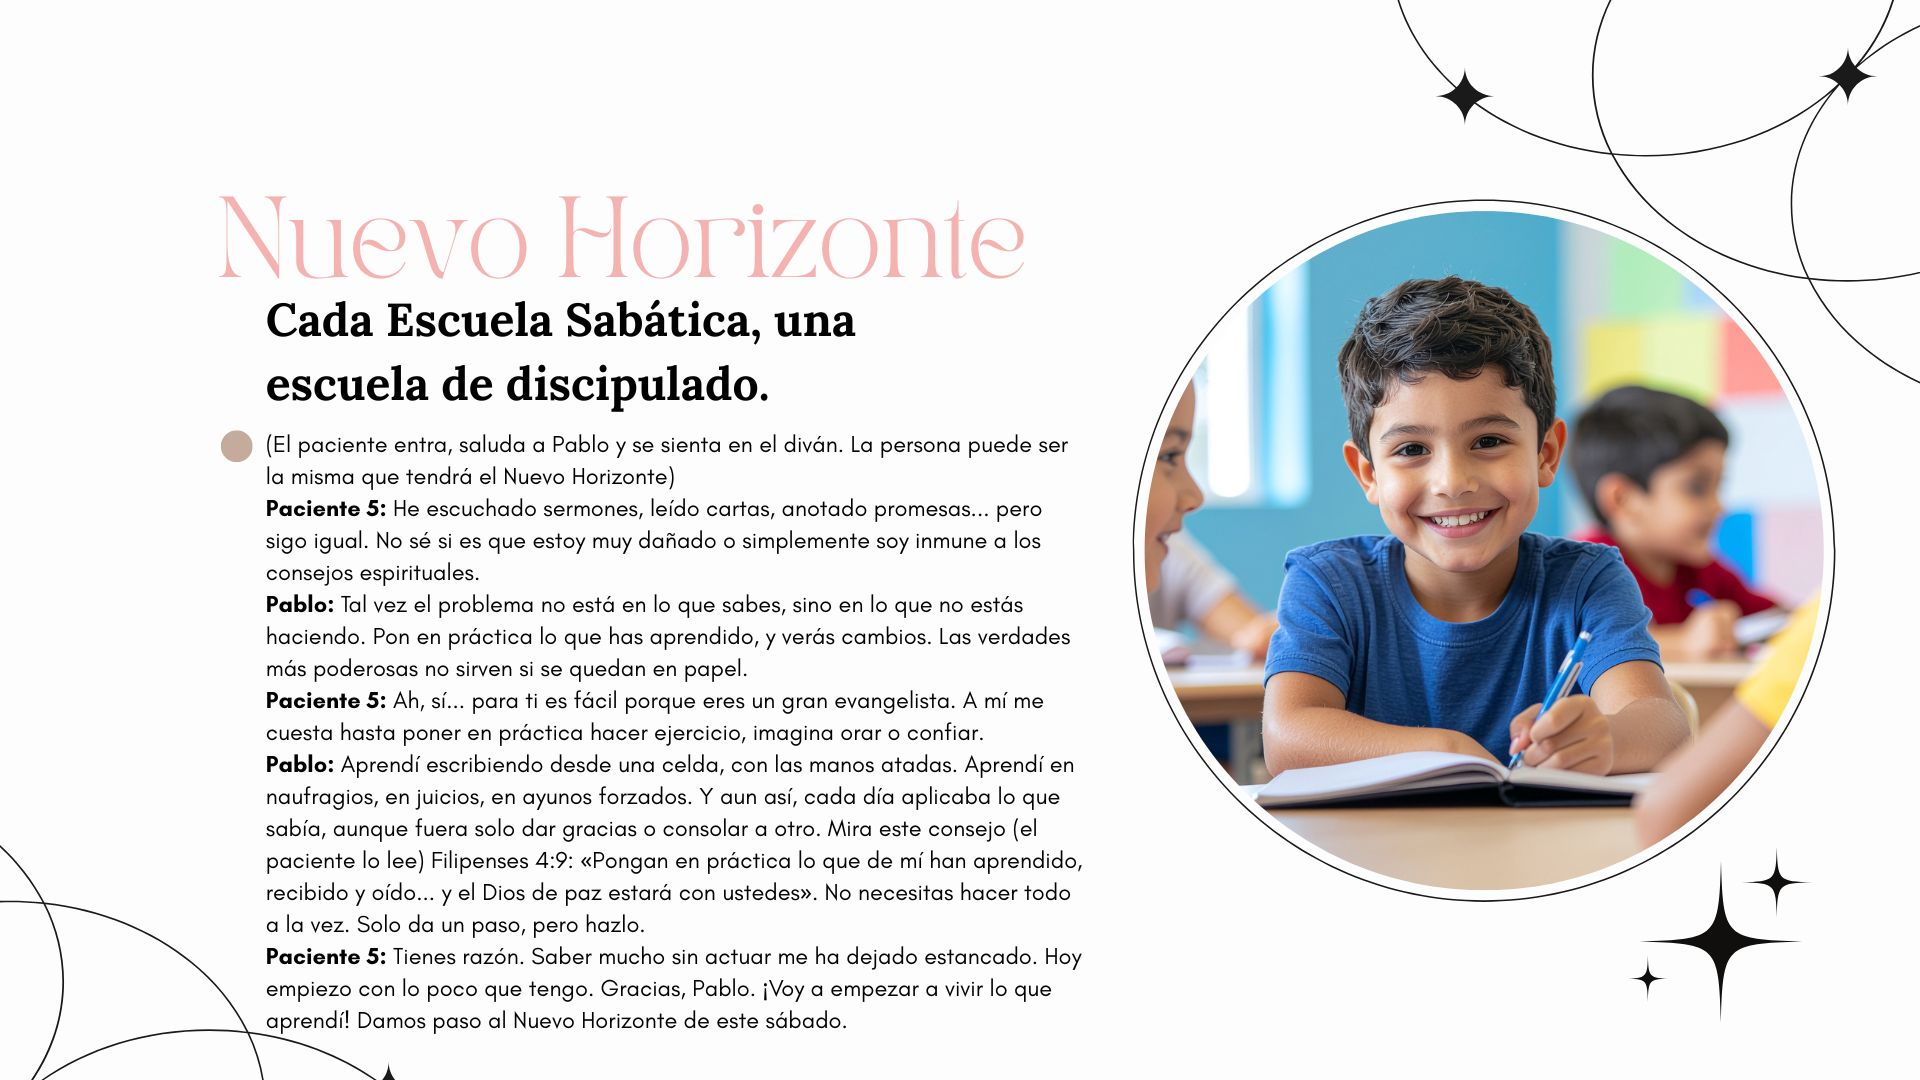 Nuevo Horizonte
Cada Escuela Sabática, una
escuela de discipulado.
(El paciente entra, saluda a Pablo y se sienta en el diván. La persona puede ser
la misma que tendrá el Nuevo Horizonte)
Paciente 5: He escuchado sermones, leído cartas, anotado promesas... pero
sigo igual. No sé si es que estoy muy dañado o simplemente soy inmune a los
consejos espirituales.
Pablo: Tal vez el problema no está en lo que sabes, sino en lo que no estás
haciendo. Pon en práctica lo que has aprendido, y verás cambios. Las verdades
más poderosas no sirven si se quedan en papel.
Paciente 5: Ah, sí... para ti es fácil porque eres un gran evangelista. A mí me
cuesta hasta poner en práctica hacer ejercicio, imagina orar o confiar.
Pablo: Aprendí escribiendo desde una celda, con las manos atadas. Aprendí en
naufragios, en juicios, en ayunos forzados. Y aun así, cada día aplicaba lo que
sabía, aunque fuera solo dar gracias o consolar a otro. Mira este consejo (el
paciente lo lee) Filipenses 4:9: «Pongan en práctica lo que de mí han aprendido,
recibido y oído... y el Dios de paz estará con ustedes». No necesitas hacer todo
a la vez. Solo da un paso, pero hazlo.
Paciente 5: Tienes razón. Saber mucho sin actuar me ha dejado estancado. Hoy
empiezo con lo poco que tengo. Gracias, Pablo. ¡Voy a empezar a vivir lo que
aprendí! Damos paso al Nuevo Horizonte de este sábado.